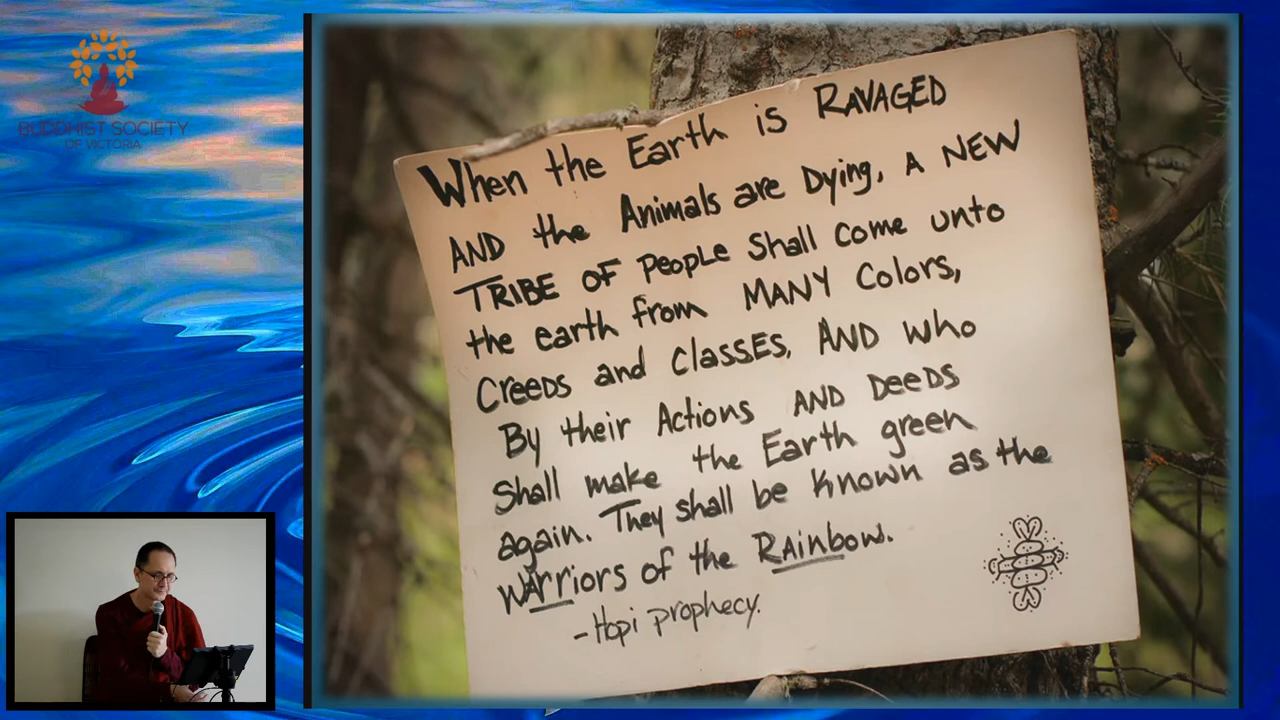 BUDDHIST SOCIETY
OF VICTORIA
When the Earth is RAVAGED
AND the Animals are Dying, A NEW
TRIBE OF PEOPLE Shall Come unto
the earth from MANY Colors,
Creeds and Classes, AND who
By their Actions AND Deeds
Shall make the Earth green
again. They shall be known as the
WARRiors of the Rainbow.
-Hopi prophecy.